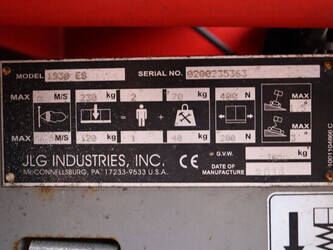 MODEL 1930 ES SERIAL NO. 0200235363
MAX M/S 230 kg = 2 + 70 kg 400 N MAX
MAX M/S 120 kg = 1 + 40 kg 200 N MAX
JLG INDUSTRIES, INC. CE G.V.W. kg
McCONNELLSBURG, PA. 17233-9533 U.S.A. DATE OF MANUFACTURE
1001104860 C